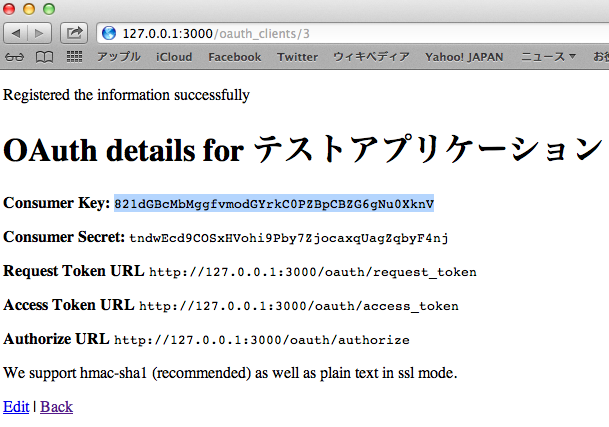 127.0.0.1:3000/oauth_clients/3
アップル iCloud Facebook Twitter ウィキペディア Yahoo! JAPAN ニュース▼ お役
Registered the information successfully
OAuth details for テストアプリケーション
Consumer Key: 821dGBcMbMggfvmodGYrkC0PZBpCBZG6gNu0XknV
Consumer Secret: tndwEcd9COSxHVohi9Pby7ZjocaxqUagZqbyF4nj
Request Token URL http://127.0.0.1:3000/oauth/request_token
Access Token URL http://127.0.0.1:3000/oauth/access_token
Authorize URL http://127.0.0.1:3000/oauth/authorize
We support hmac-sha1 (recommended) as well as plain text in ssl mode.
Edit | Back